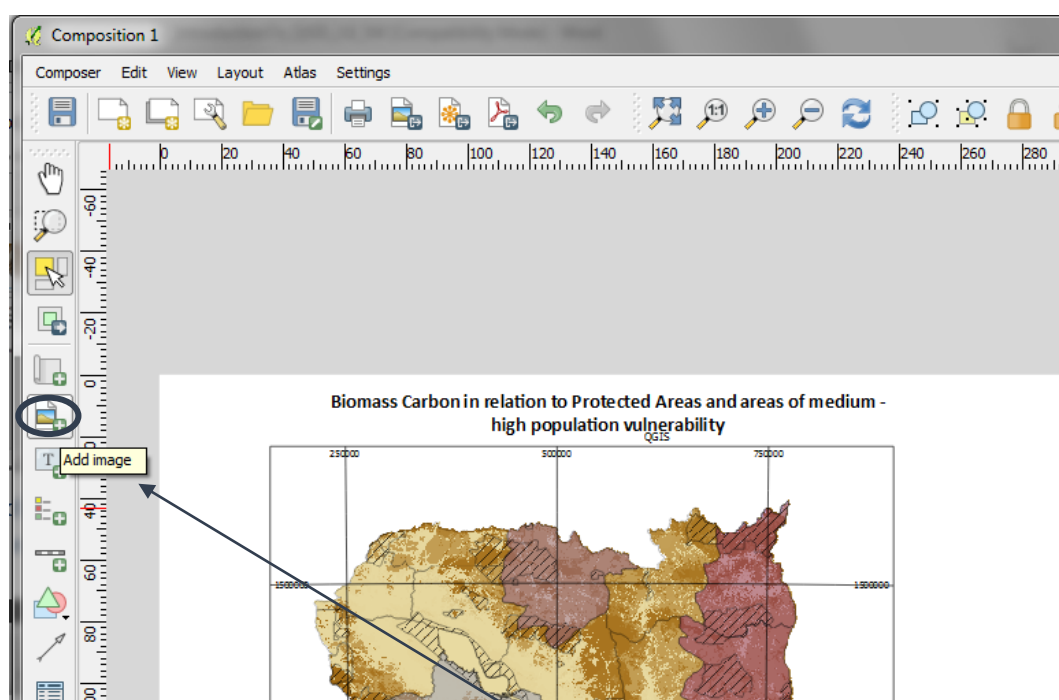 Composition 1
Composer Edit View Layout Atlas Settings
1:1
0 20 40 60 80 100 120 140 160 180 200 220 240 260 280
-60
-40
-20
0
40
60
80
T
Add image
Biomass Carbon in relation to Protected Areas and areas of medium -
high population vulnerability
QGIS
250000 500000 750000
1500000 1500000